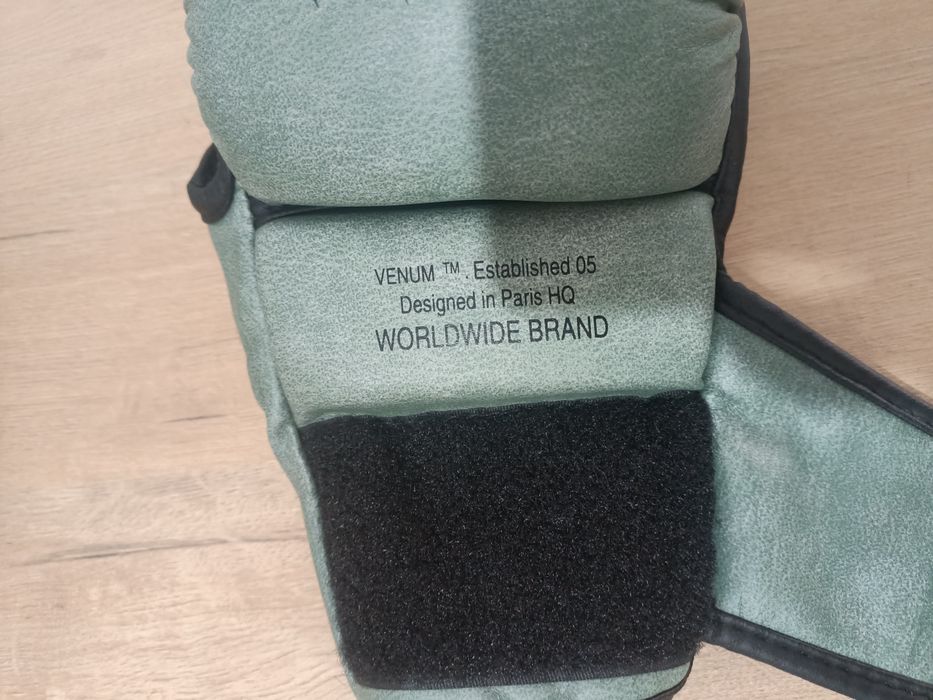 VENUM ™. Established 05
Designed in Paris HQ
WORLDWIDE BRAND